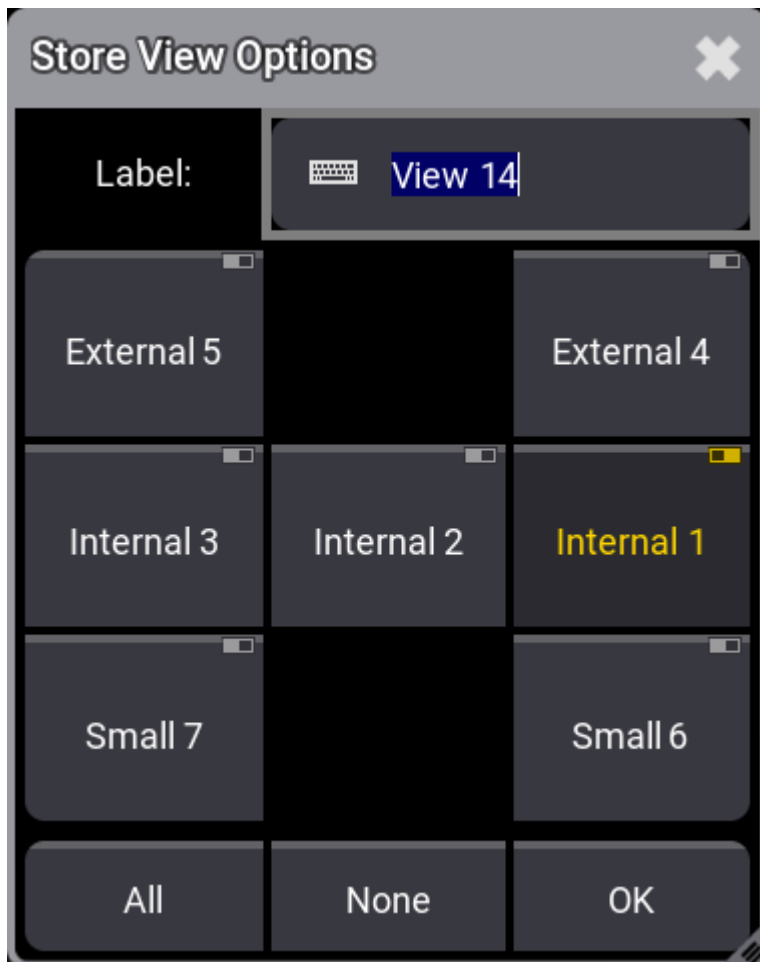 Store View Options
Label: View 14
External 5 External 4
Internal 3 Internal 2 Internal 1
Small 7 Small 6
All None OK